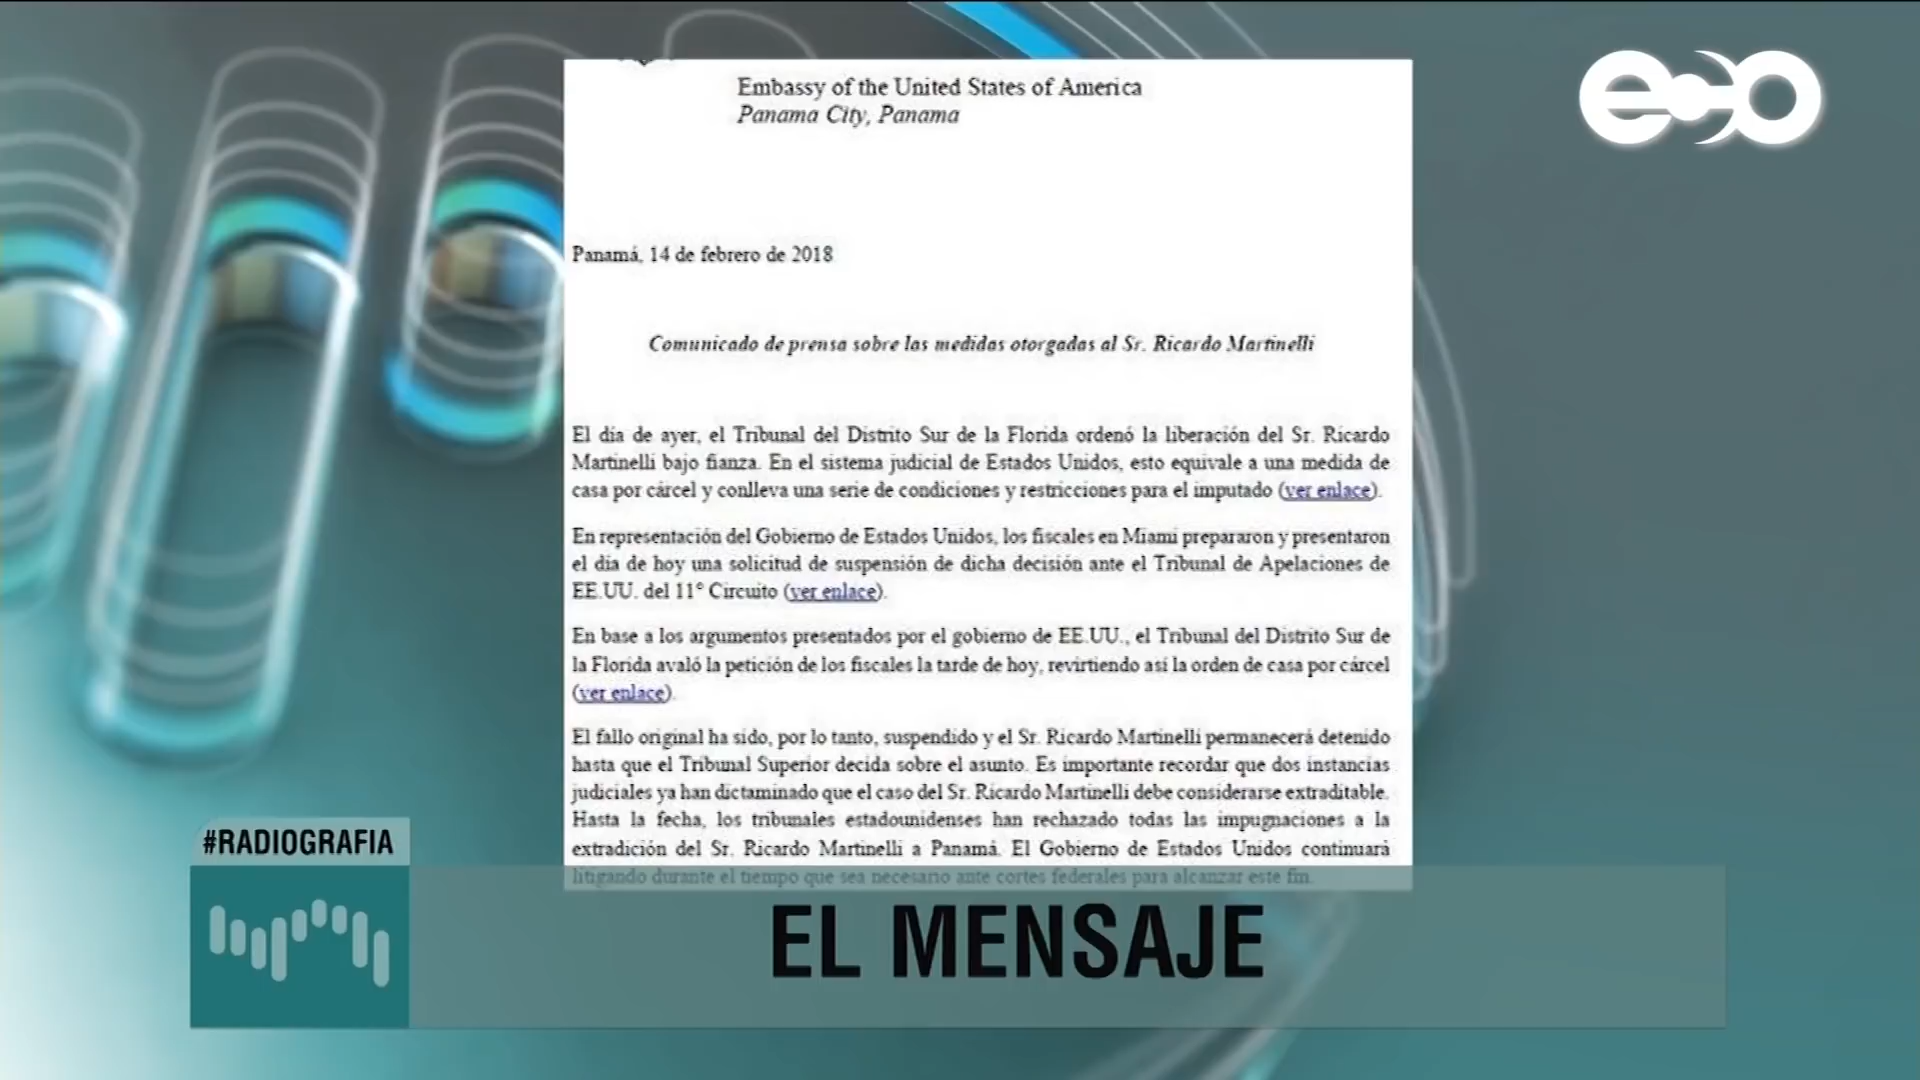 Embassy of the United States of America
Panama City, Panama
eco
Panamá, 14 de febrero de 2018
Comunicado de prensa sobre las medidas otorgadas al Sr. Ricardo Martinelli
El día de ayer, el Tribunal del Distrito Sur de la Florida ordenó la liberación del Sr. Ricardo
Martinelli bajo fianza. En el sistema judicial de Estados Unidos, esto equivale a una medida de
casa por cárcel y conlleva una serie de condiciones y restricciones para el imputado (ver enlace).
En representación del Gobierno de Estados Unidos, los fiscales en Miami prepararon y presentaron
el día de hoy una solicitud de suspensión de dicha decisión ante el Tribunal de Apelaciones de
EE.UU. del 11° Circuito (ver enlace).
En base a los argumentos presentados por el gobierno de EE.UU., el Tribunal del Distrito Sur de
la Florida avaló la petición de los fiscales la tarde de hoy, revirtiendo así la orden de casa por cárcel
(ver enlace).
El fallo original ha sido, por lo tanto, suspendido y el Sr. Ricardo Martinelli permanecerá detenido
hasta que el Tribunal Superior decida sobre el asunto. Es importante recordar que dos instancias
judiciales ya han dictaminado que el caso del Sr. Ricardo Martinelli debe considerarse extraditable.
Hasta la fecha, los tribunales estadounidenses han rechazado todas las impugnaciones a la
extradición del Sr. Ricardo Martinelli a Panamá. El Gobierno de Estados Unidos continuará
litigando durante el tiempo que sea necesario ante cortes federales para alcanzar este fin.
#RADIOGRAFIA
EL MENSAJE